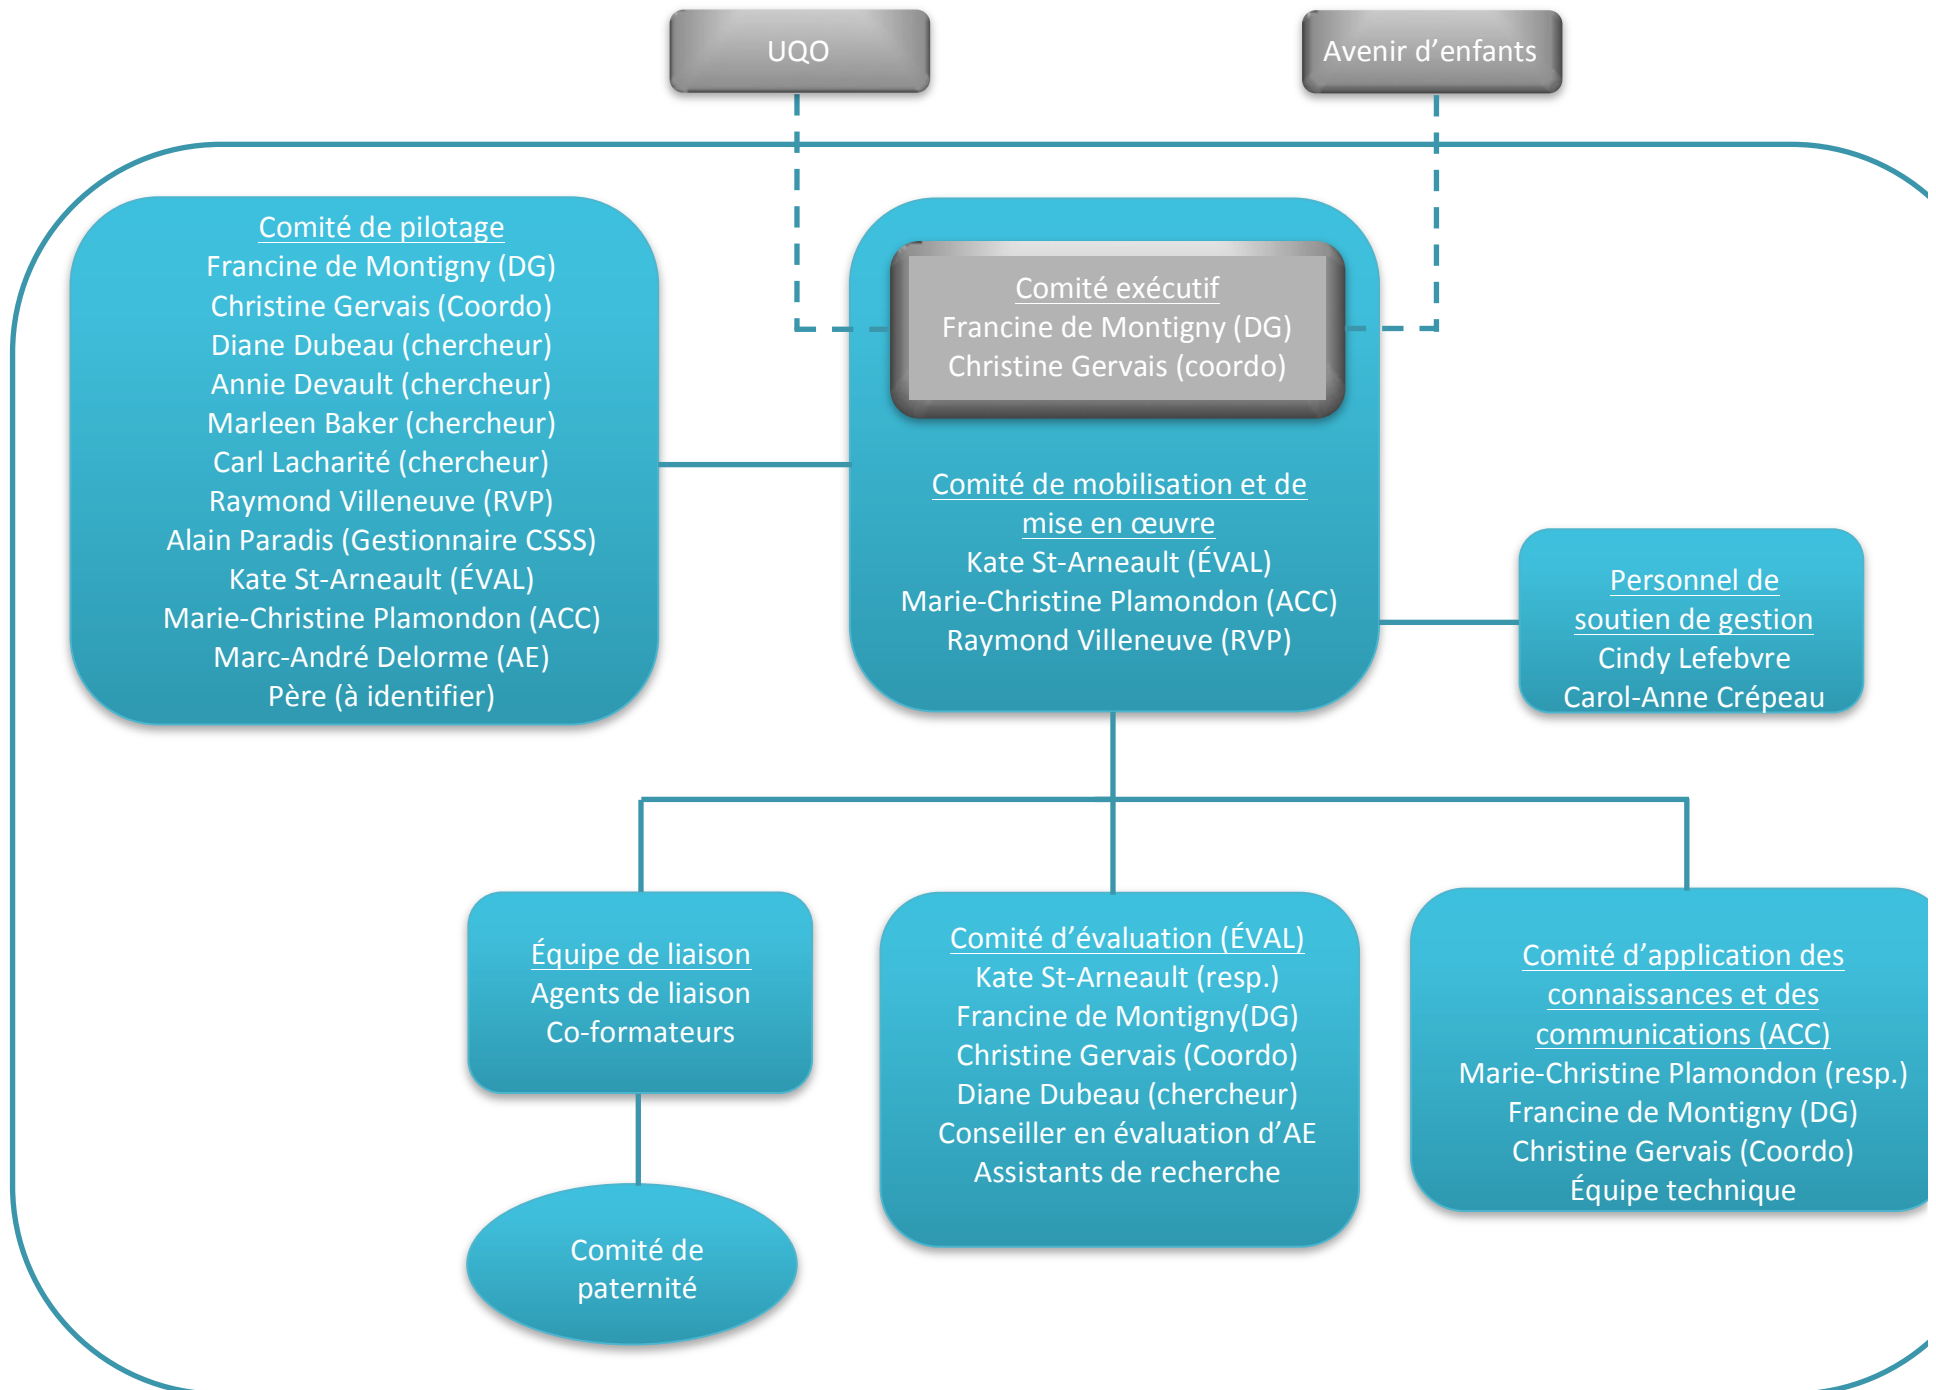 UQO
Avenir d’enfants
Comité de pilotage
Francine de Montigny (DG)
Christine Gervais (Coordo)
Diane Dubeau (chercheur)
Annie Devault (chercheur)
Marleen Baker (chercheur)
Carl Lacharité (chercheur)
Raymond Villeneuve (RVP)
Alain Paradis (Gestionnaire CSSS)
Kate St-Arneault (ÉVAL)
Marie-Christine Plamondon (ACC)
Marc-André Delorme (AE)
Père (à identifier)
Comité exécutif
Francine de Montigny (DG)
Christine Gervais (coordo)
Comité de mobilisation et de
mise en œuvre
Kate St-Arneault (ÉVAL)
Marie-Christine Plamondon (ACC)
Raymond Villeneuve (RVP)
Personnel de
soutien de gestion
Cindy Lefebvre
Carol-Anne Crépeau
Équipe de liaison
Agents de liaison
Co-formateurs
Comité d’évaluation (ÉVAL)
Kate St-Arneault (resp.)
Francine de Montigny(DG)
Christine Gervais (Coordo)
Diane Dubeau (chercheur)
Conseiller en évaluation d’AE
Assistants de recherche
Comité d’application des
connaissances et des
communications (ACC)
Marie-Christine Plamondon (resp.)
Francine de Montigny (DG)
Christine Gervais (Coordo)
Équipe technique
Comité de
paternité